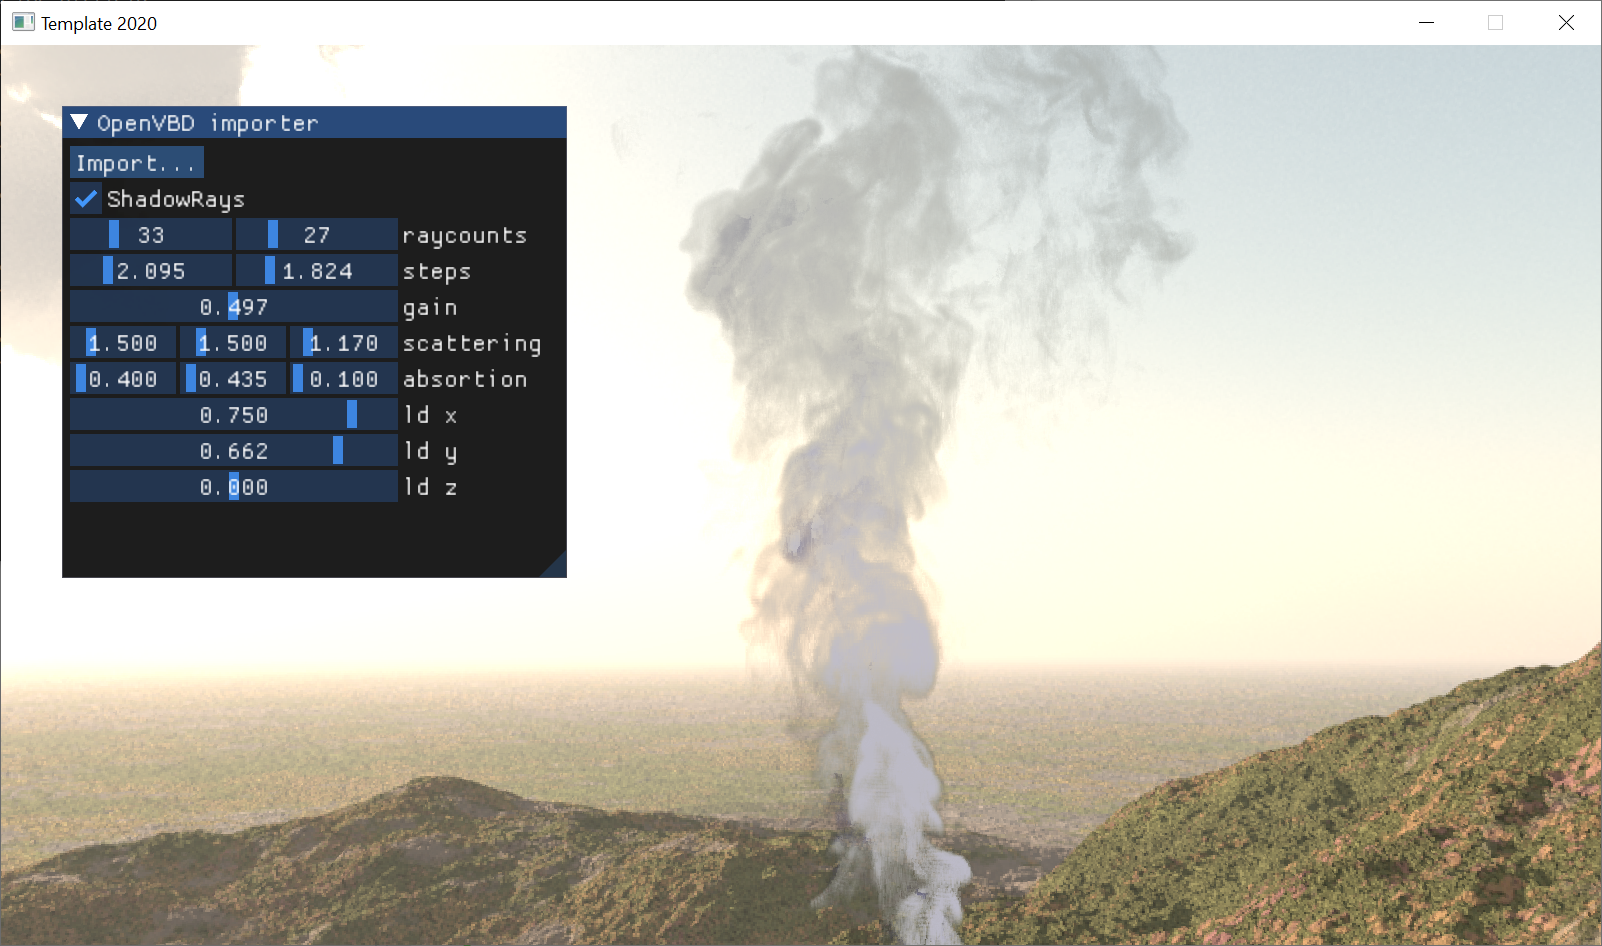 Template 2020
OpenVBD importer
Import...
ShadowRays
33 27 raycounts
2.095 1.824 steps
0.497 gain
1.500 1.500 1.170 scattering
0.400 0.435 0.100 absortion
0.750 ld x
0.662 ld y
0.000 ld z